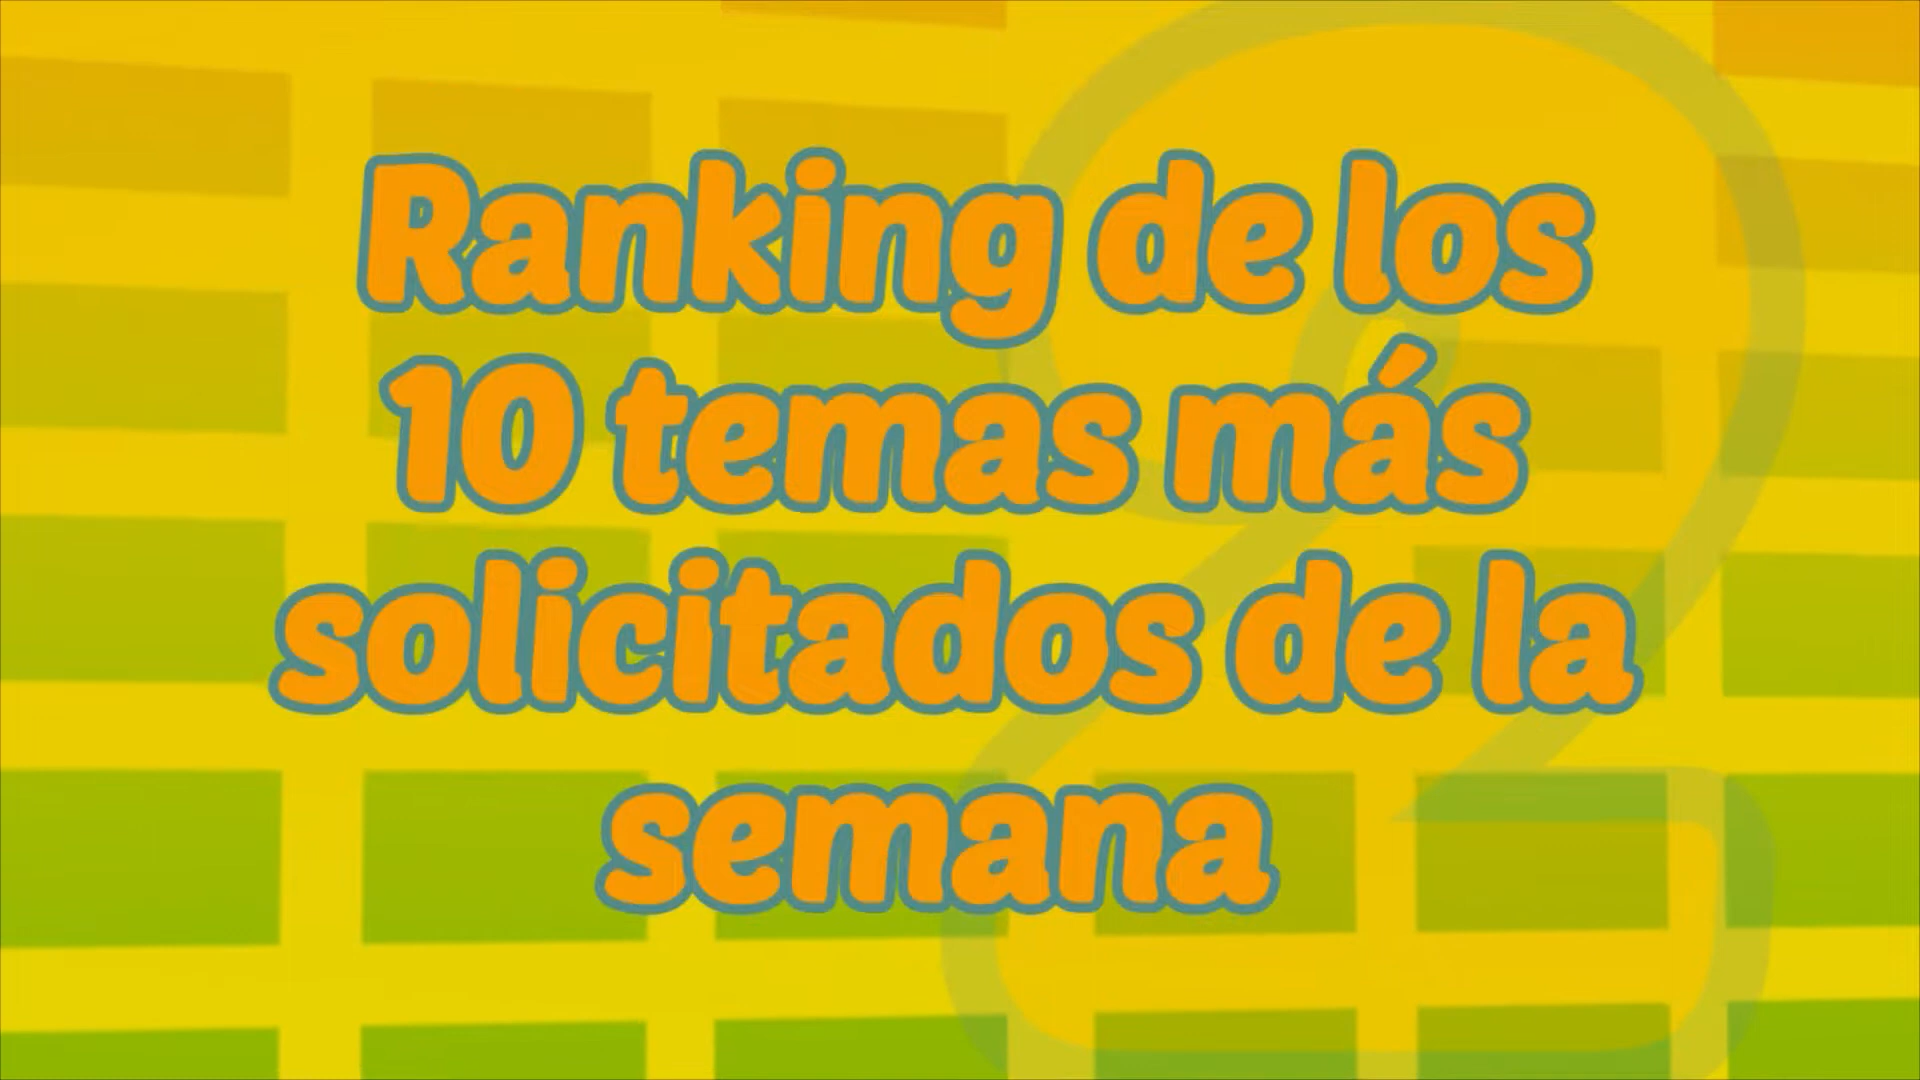 Ranking de los
10 temas más
solicitados de la
semana